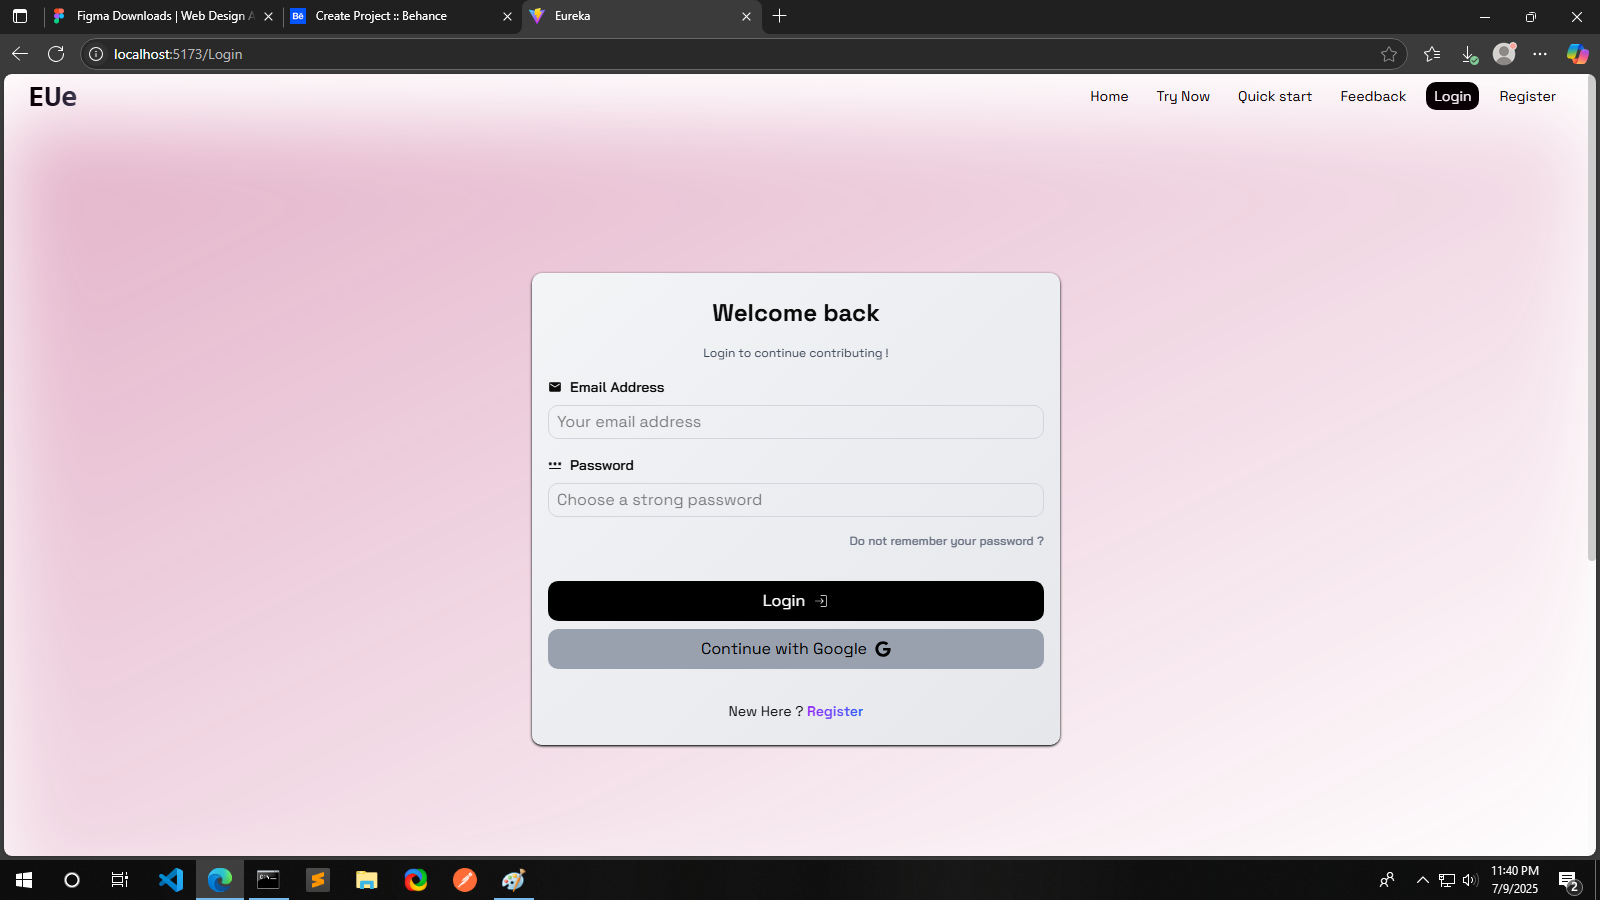 Figma Downloads | Web Design A
Create Project :: Behance
Eureka
localhost:5173/Login
EUe
Home
Try Now
Quick start
Feedback
Login
Register
Welcome back
Login to continue contributing !
Email Address
Your email address
Password
Choose a strong password
Do not remember your password ?
Login
Continue with Google
New Here ? Register
11:40 PM
7/9/2025
2